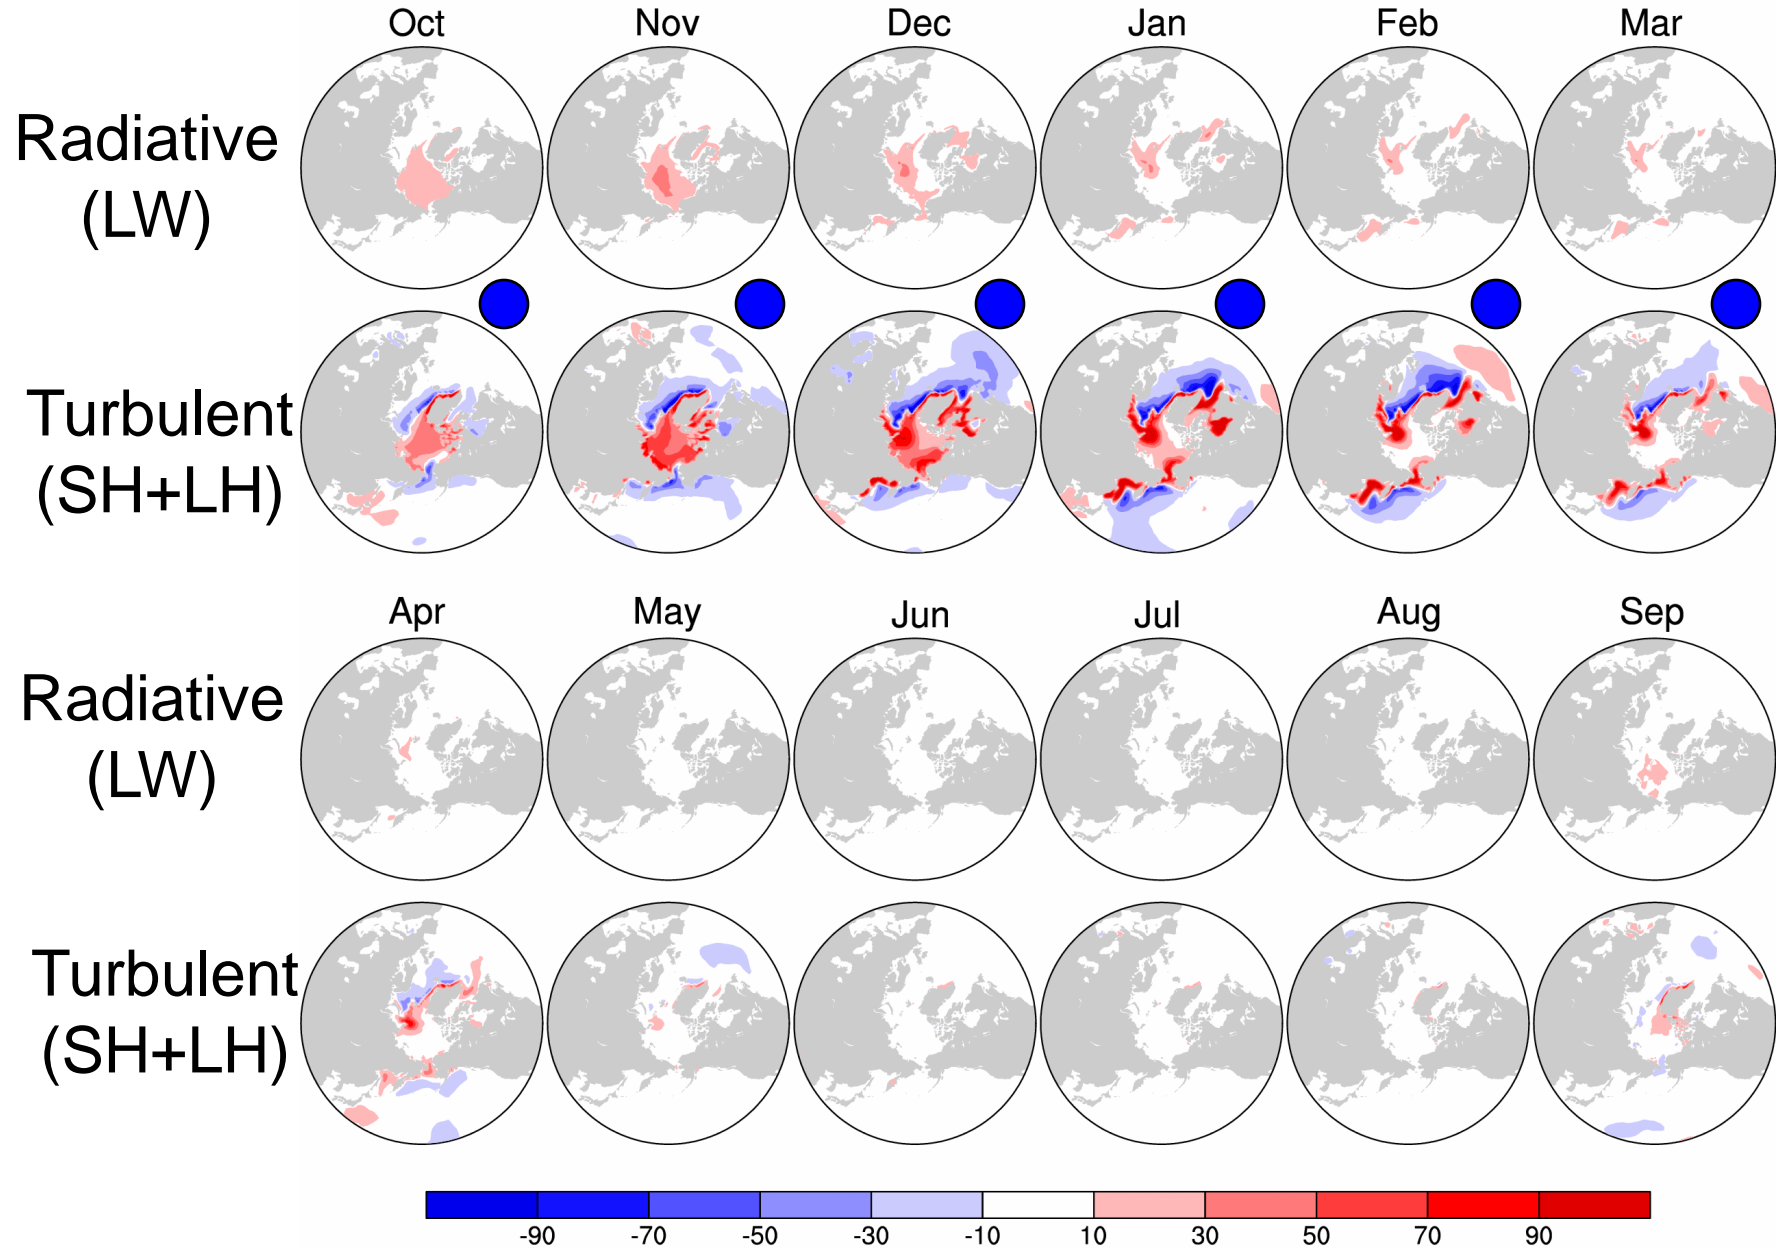 Oct Nov Dec Jan Feb Mar
Radiative
(LW)
Turbulent
(SH+LH)
Apr May Jun Jul Aug Sep
Radiative
(LW)
Turbulent
(SH+LH)
-90 -70 -50 -30 -10 10 30 50 70 90